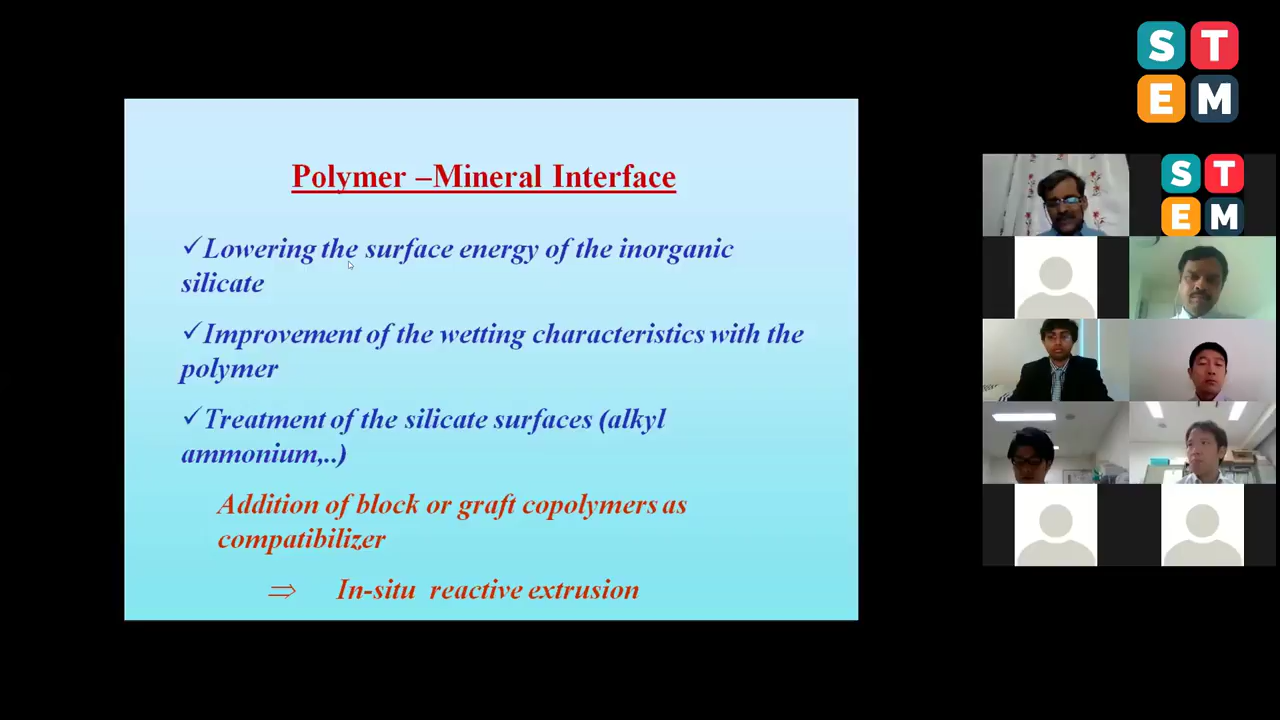 S T
E M
Polymer –Mineral Interface
✓Lowering the surface energy of the inorganic
silicate
✓Improvement of the wetting characteristics with the
polymer
✓Treatment of the silicate surfaces (alkyl
ammonium,..)
Addition of block or graft copolymers as
compatibilizer
⇒ In-situ reactive extrusion
S T
E M